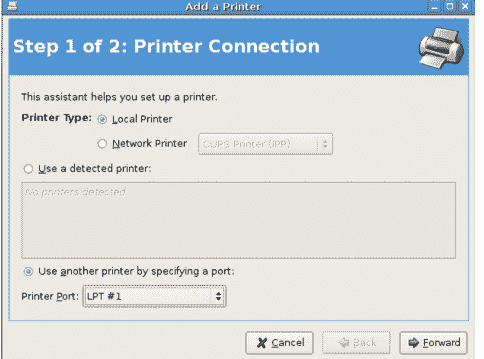 Add a Printer
Step 1 of 2: Printer Connection
This assistant helps you set up a printer.
Printer Type: Local Printer
Network Printer CUPS Printer (IPP)
Use a detected printer:
No printers detected
Use another printer by specifying a port:
Printer Port: LPT #1
Cancel Back Forward